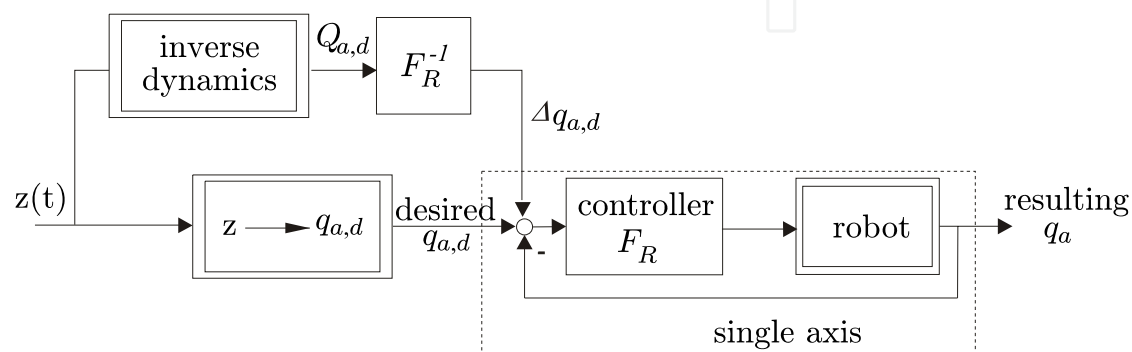 inverse
dynamics
Q_{a,d}
F_R^{-1}
Δq_{a,d}
z(t)
z → q_{a,d}
desired
q_{a,d}
-
controller
F_R
robot
resulting
q_a
single axis